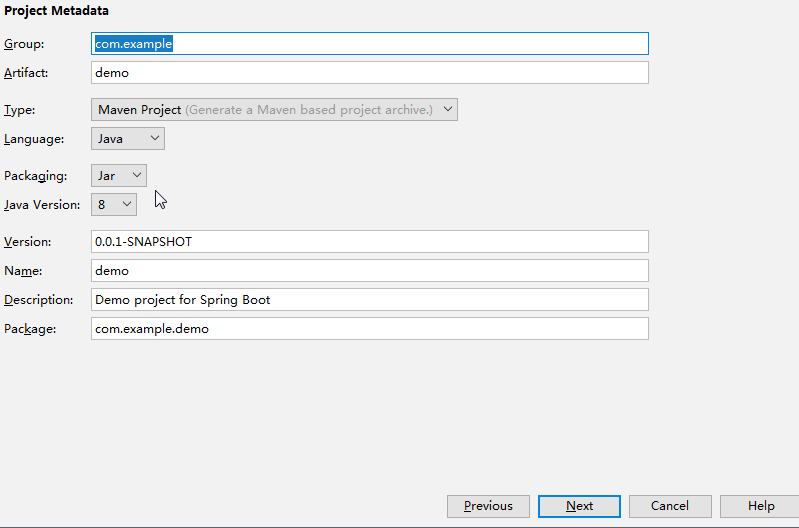 Project Metadata
Group: com.example
Artifact: demo
Type: Maven Project (Generate a Maven based project archive.)
Language: Java
Packaging: Jar
Java Version: 8
Version: 0.0.1-SNAPSHOT
Name: demo
Description: Demo project for Spring Boot
Package: com.example.demo
Previous Next Cancel Help